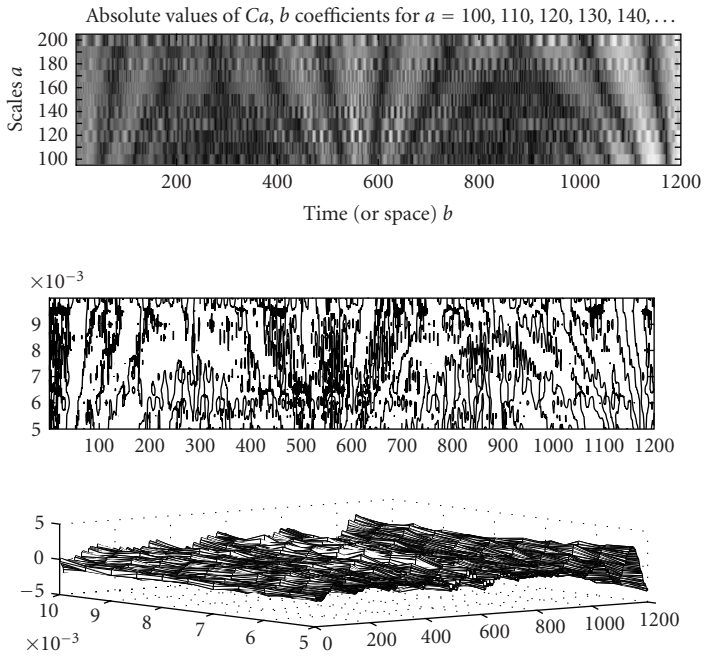 Absolute values of Ca, b coefficients for a = 100, 110, 120, 130, 140, . . .
Scales a
200
180
160
140
120
100
200 400 600 800 1000 1200
Time (or space) b
×10−3
9
8
7
6
5
100 200 300 400 500 600 700 800 900 1000 1100 1200
5
0
−5
10 9 8 7 6 5
×10−3
0 200 400 600 800 1000 1200